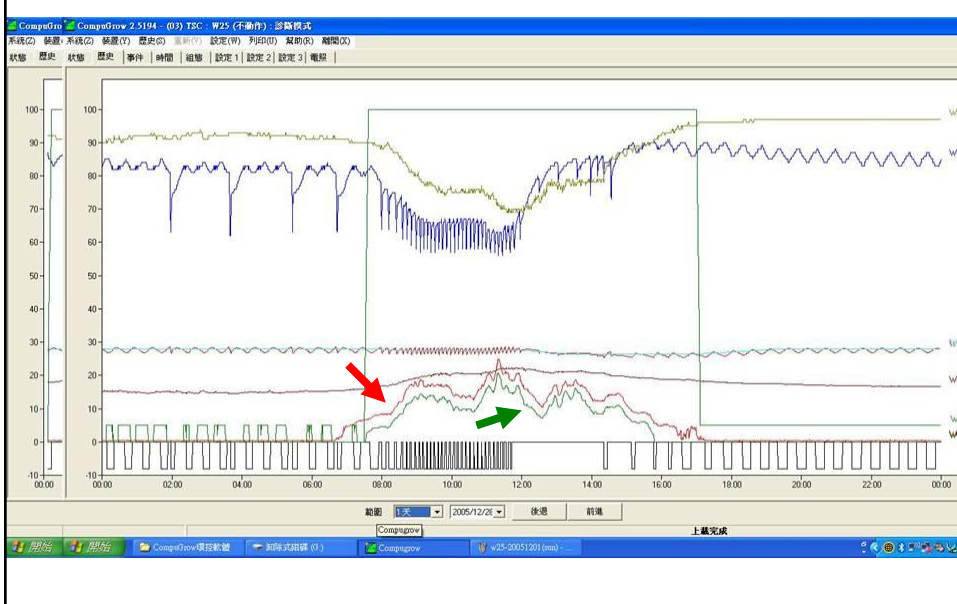 CompuGro CompuGrow 2.5194 - (03) TSC : W25 (不動作) : 診斷模式
系統(Z) 裝置 系統(Z) 裝置(Y) 歷史(S) 重新(V) 設定(W) 列印(U) 幫助(R) 離開(X)
狀態 歷史 狀態 歷史 事件 時間 組態 設定 1 設定 2 設定 3 電照
100 100
90 90
80 80
70 70
60 60
50 50
40 40
30 30
20 20
10 10
0 0
-10 -10
00:00 00:00 02:00 04:00 06:00 08:00 10:00 12:00 14:00 16:00 18:00 20:00 22:00 00:00
範圍 1天 2005/12/28 後退 前進
Compugrow
上載完成
開始 開始 CompuGrow環控軟體 卸除式磁碟 (G:) Compugrow w25-20051201(sun) - ...